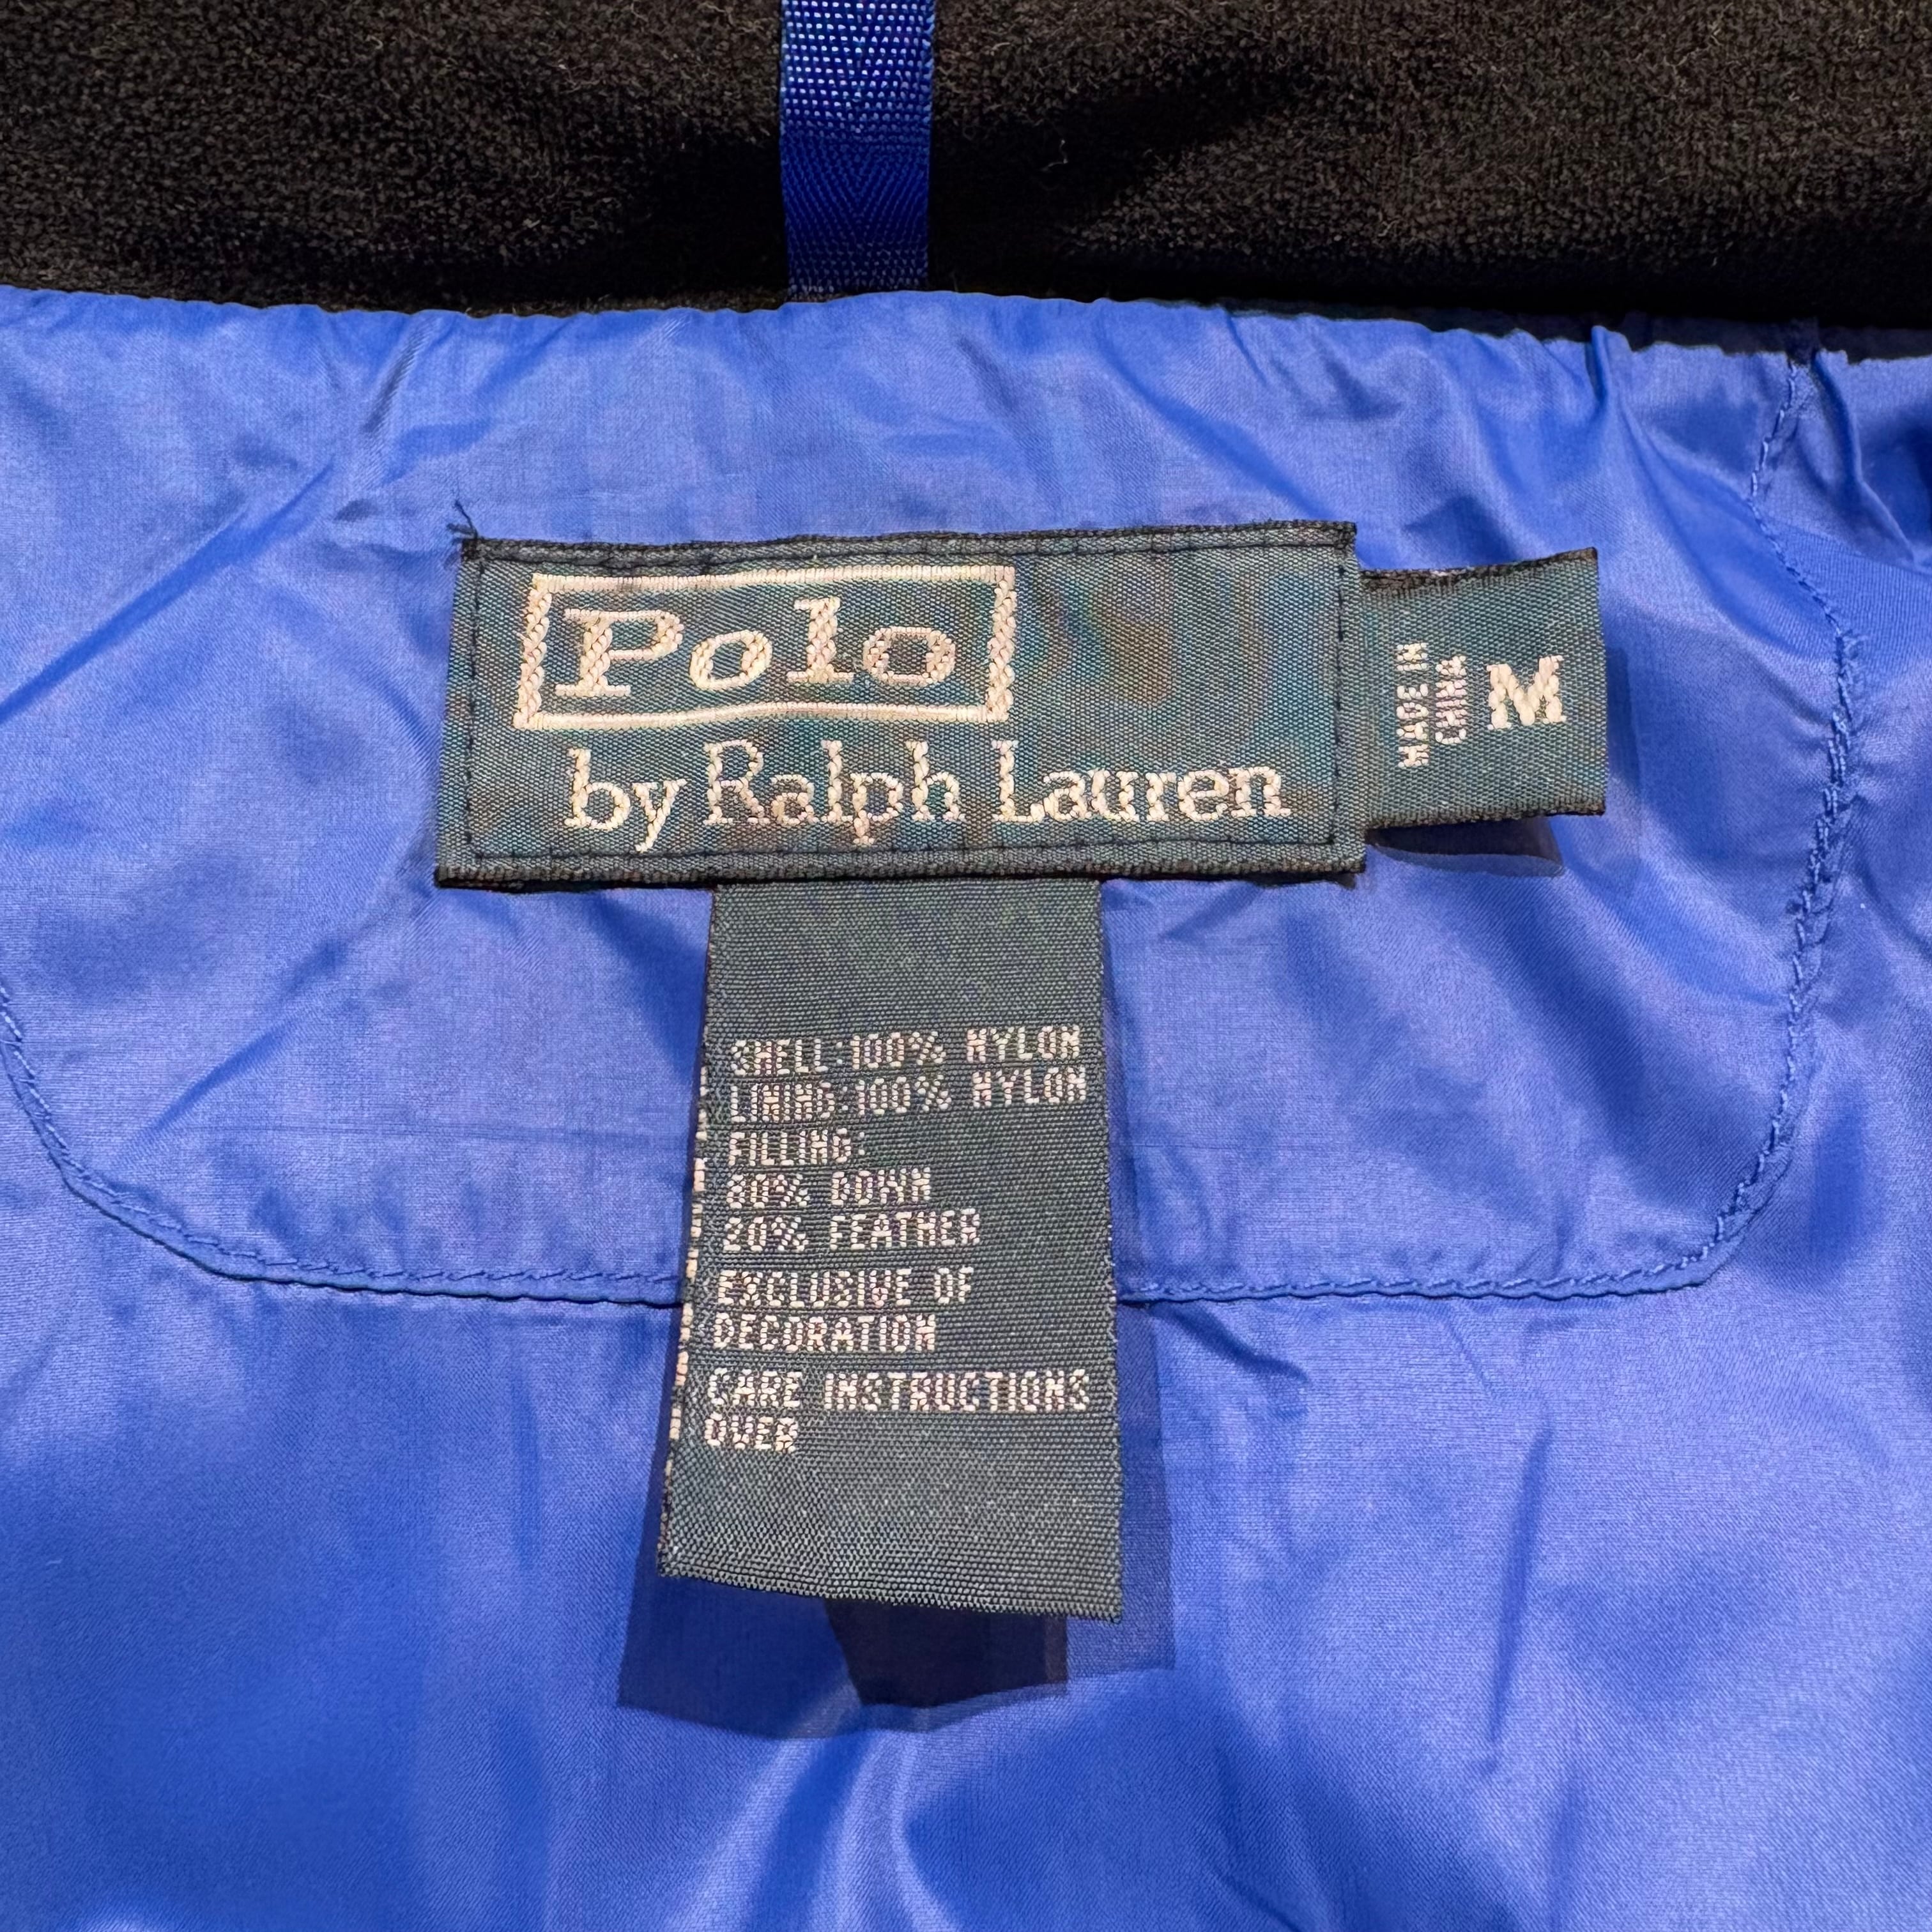 Polo
by Ralph Lauren
MADE IN
CHINA
M
SHELL:100% NYLON
LINING:100% NYLON
FILLING:
80% DOWN
20% FEATHER
EXCLUSIVE OF
DECORATION
CARE INSTRUCTIONS
OVER